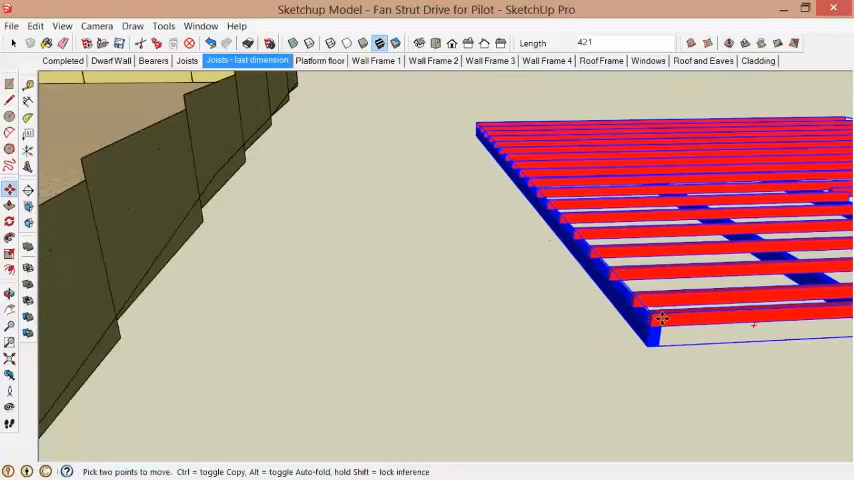 Sketchup Model - Fan Strut Drive for Pilot - SketchUp Pro
File Edit View Camera Draw Tools Window Help
Length 421
Completed Dwarf Wall Bearers Joists Joists - last dimension Platform floor Wall Frame 1 Wall Frame 2 Wall Frame 3 Wall Frame 4 Roof Frame Windows Roof and Eaves Cladding
Pick two points to move. Ctrl = toggle Copy, Alt = toggle Auto-fold, hold Shift = lock inference